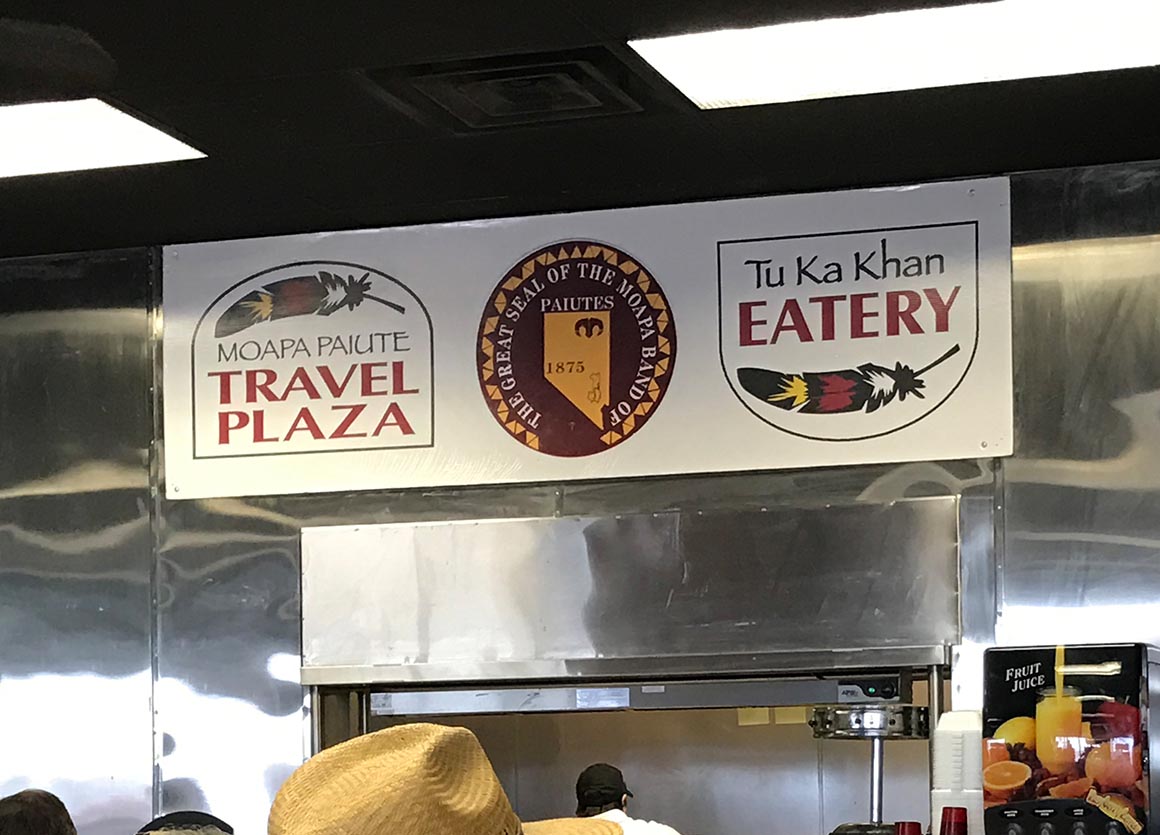 MOAPA PAIUTE
TRAVEL
PLAZA
THE GREAT SEAL OF THE MOAPA BAND OF
PAIUTES
1875
Tu Ka Khan
EATERY
FRUIT
JUICE